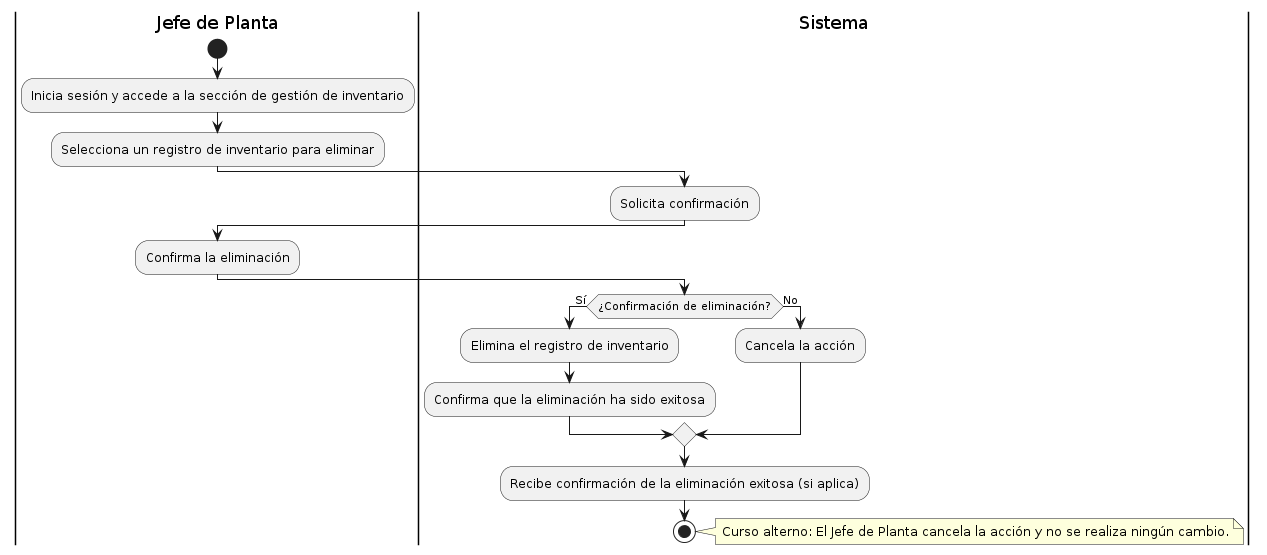 Jefe de Planta
Sistema
Inicia sesión y accede a la sección de gestión de inventario
Selecciona un registro de inventario para eliminar
Solicita confirmación
Confirma la eliminación
¿Confirmación de eliminación?
Sí
No
Elimina el registro de inventario
Cancela la acción
Confirma que la eliminación ha sido exitosa
Recibe confirmación de la eliminación exitosa (si aplica)
Curso alterno: El Jefe de Planta cancela la acción y no se realiza ningún cambio.